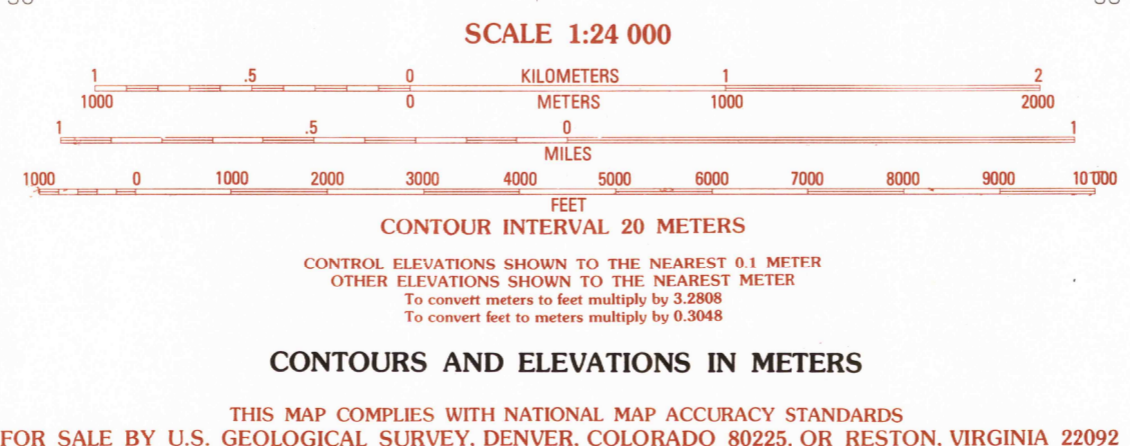 SCALE 1:24 000
1 .5 0 KILOMETERS 1 2
1000 0 METERS 1000 2000
1 .5 0 1
MILES
1000 0 1000 2000 3000 4000 5000 6000 7000 8000 9000 10 000
FEET
CONTOUR INTERVAL 20 METERS
CONTROL ELEVATIONS SHOWN TO THE NEAREST 0.1 METER
OTHER ELEVATIONS SHOWN TO THE NEAREST METER
To convert meters to feet multiply by 3.2808
To convert feet to meters multiply by 0.3048
CONTOURS AND ELEVATIONS IN METERS
THIS MAP COMPLIES WITH NATIONAL MAP ACCURACY STANDARDS
FOR SALE BY U.S. GEOLOGICAL SURVEY, DENVER, COLORADO 80225, OR RESTON, VIRGINIA 22092